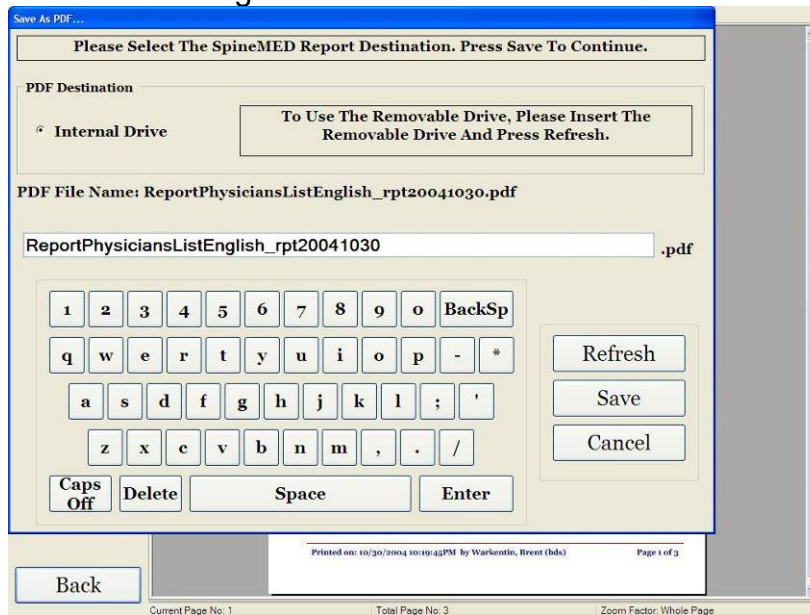 Save As PDF...
Please Select The SpineMED Report Destination. Press Save To Continue.
PDF Destination
Internal Drive
To Use The Removable Drive, Please Insert The
Removable Drive And Press Refresh.
PDF File Name: ReportPhysiciansListEnglish_rpt20041030.pdf
ReportPhysiciansListEnglish_rpt20041030 .pdf
1 2 3 4 5 6 7 8 9 0 BackSp
q w e r t y u i o p - *
a s d f g h j k l ; '
z x c v b n m , . /
Caps Off Delete Space Enter
Refresh
Save
Cancel
Printed on: 10/30/2004 10:19:45PM by Warkentin, Brent (bds) Page 1 of 3
Back
Current Page No: 1 Total Page No: 3 Zoom Factor: Whole Page